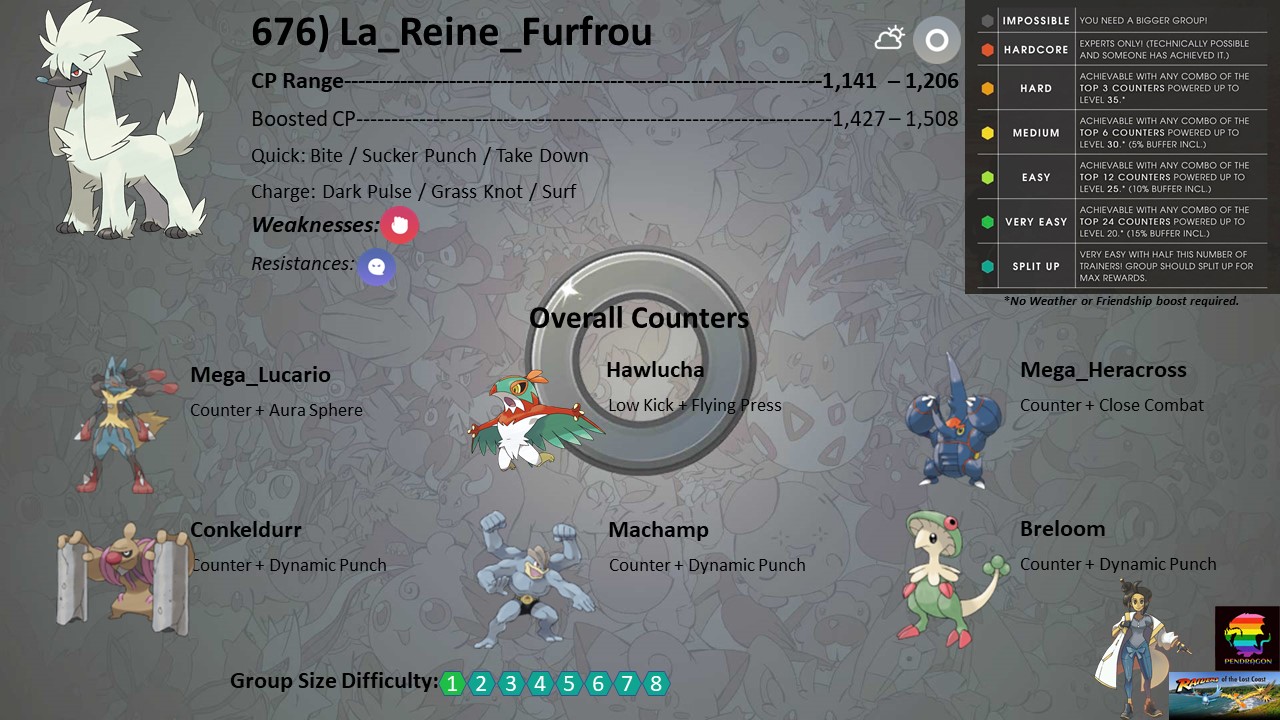 676) La_Reine_Furfrou
CP Range--------------------------------------------------------------------1,141 – 1,206
Boosted CP--------------------------------------------------------------------1,427 – 1,508
Quick: Bite / Sucker Punch / Take Down
Charge: Dark Pulse / Grass Knot / Surf
Weaknesses:
Resistances:
IMPOSSIBLE YOU NEED A BIGGER GROUP!
HARDCORE EXPERTS ONLY! (TECHNICALLY POSSIBLE
AND SOMEONE HAS ACHIEVED IT.)
HARD ACHIEVABLE WITH ANY COMBO OF THE
TOP 3 COUNTERS POWERED UP TO
LEVEL 35.*
MEDIUM ACHIEVABLE WITH ANY COMBO OF THE
TOP 6 COUNTERS POWERED UP TO
LEVEL 30.* (5% BUFFER INCL.)
EASY ACHIEVABLE WITH ANY COMBO OF THE
TOP 12 COUNTERS POWERED UP TO
LEVEL 25.* (10% BUFFER INCL.)
VERY EASY ACHIEVABLE WITH ANY COMBO OF THE
TOP 24 COUNTERS POWERED UP TO
LEVEL 20.* (15% BUFFER INCL.)
SPLIT UP VERY EASY WITH HALF THIS NUMBER OF
TRAINERS! GROUP SHOULD SPLIT UP FOR
MAX REWARDS.
*No Weather or Friendship boost required.
Overall Counters
Mega_Lucario
Counter + Aura Sphere
Hawlucha
Low Kick + Flying Press
Mega_Heracross
Counter + Close Combat
Conkeldurr
Counter + Dynamic Punch
Machamp
Counter + Dynamic Punch
Breloom
Counter + Dynamic Punch
Group Size Difficulty: 1 2 3 4 5 6 7 8
PENDROGON
RAIDERS of the Lost Coast